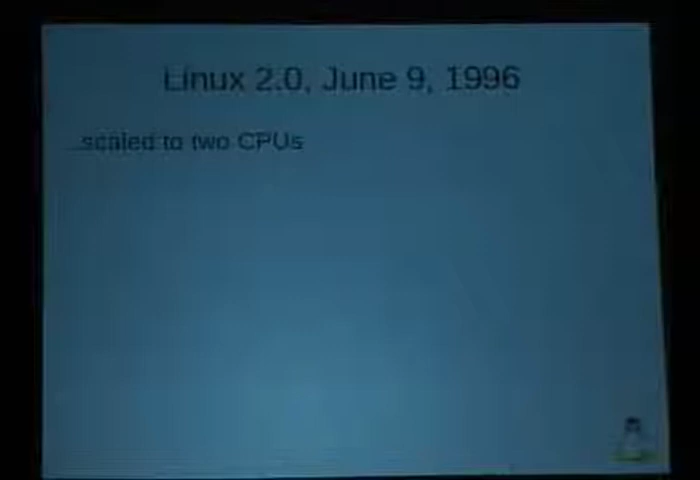 Linux 2.0, June 9, 1996
...scaled to two CPUs